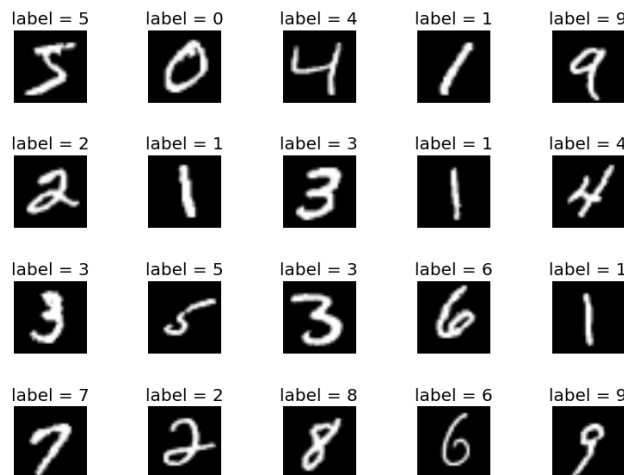 label = 5 label = 0 label = 4 label = 1 label = 9
5 0 4 1 9
label = 2 label = 1 label = 3 label = 1 label = 4
2 1 3 1 4
label = 3 label = 5 label = 3 label = 6 label = 1
3 5 3 6 1
label = 7 label = 2 label = 8 label = 6 label = 9
7 2 8 6 9